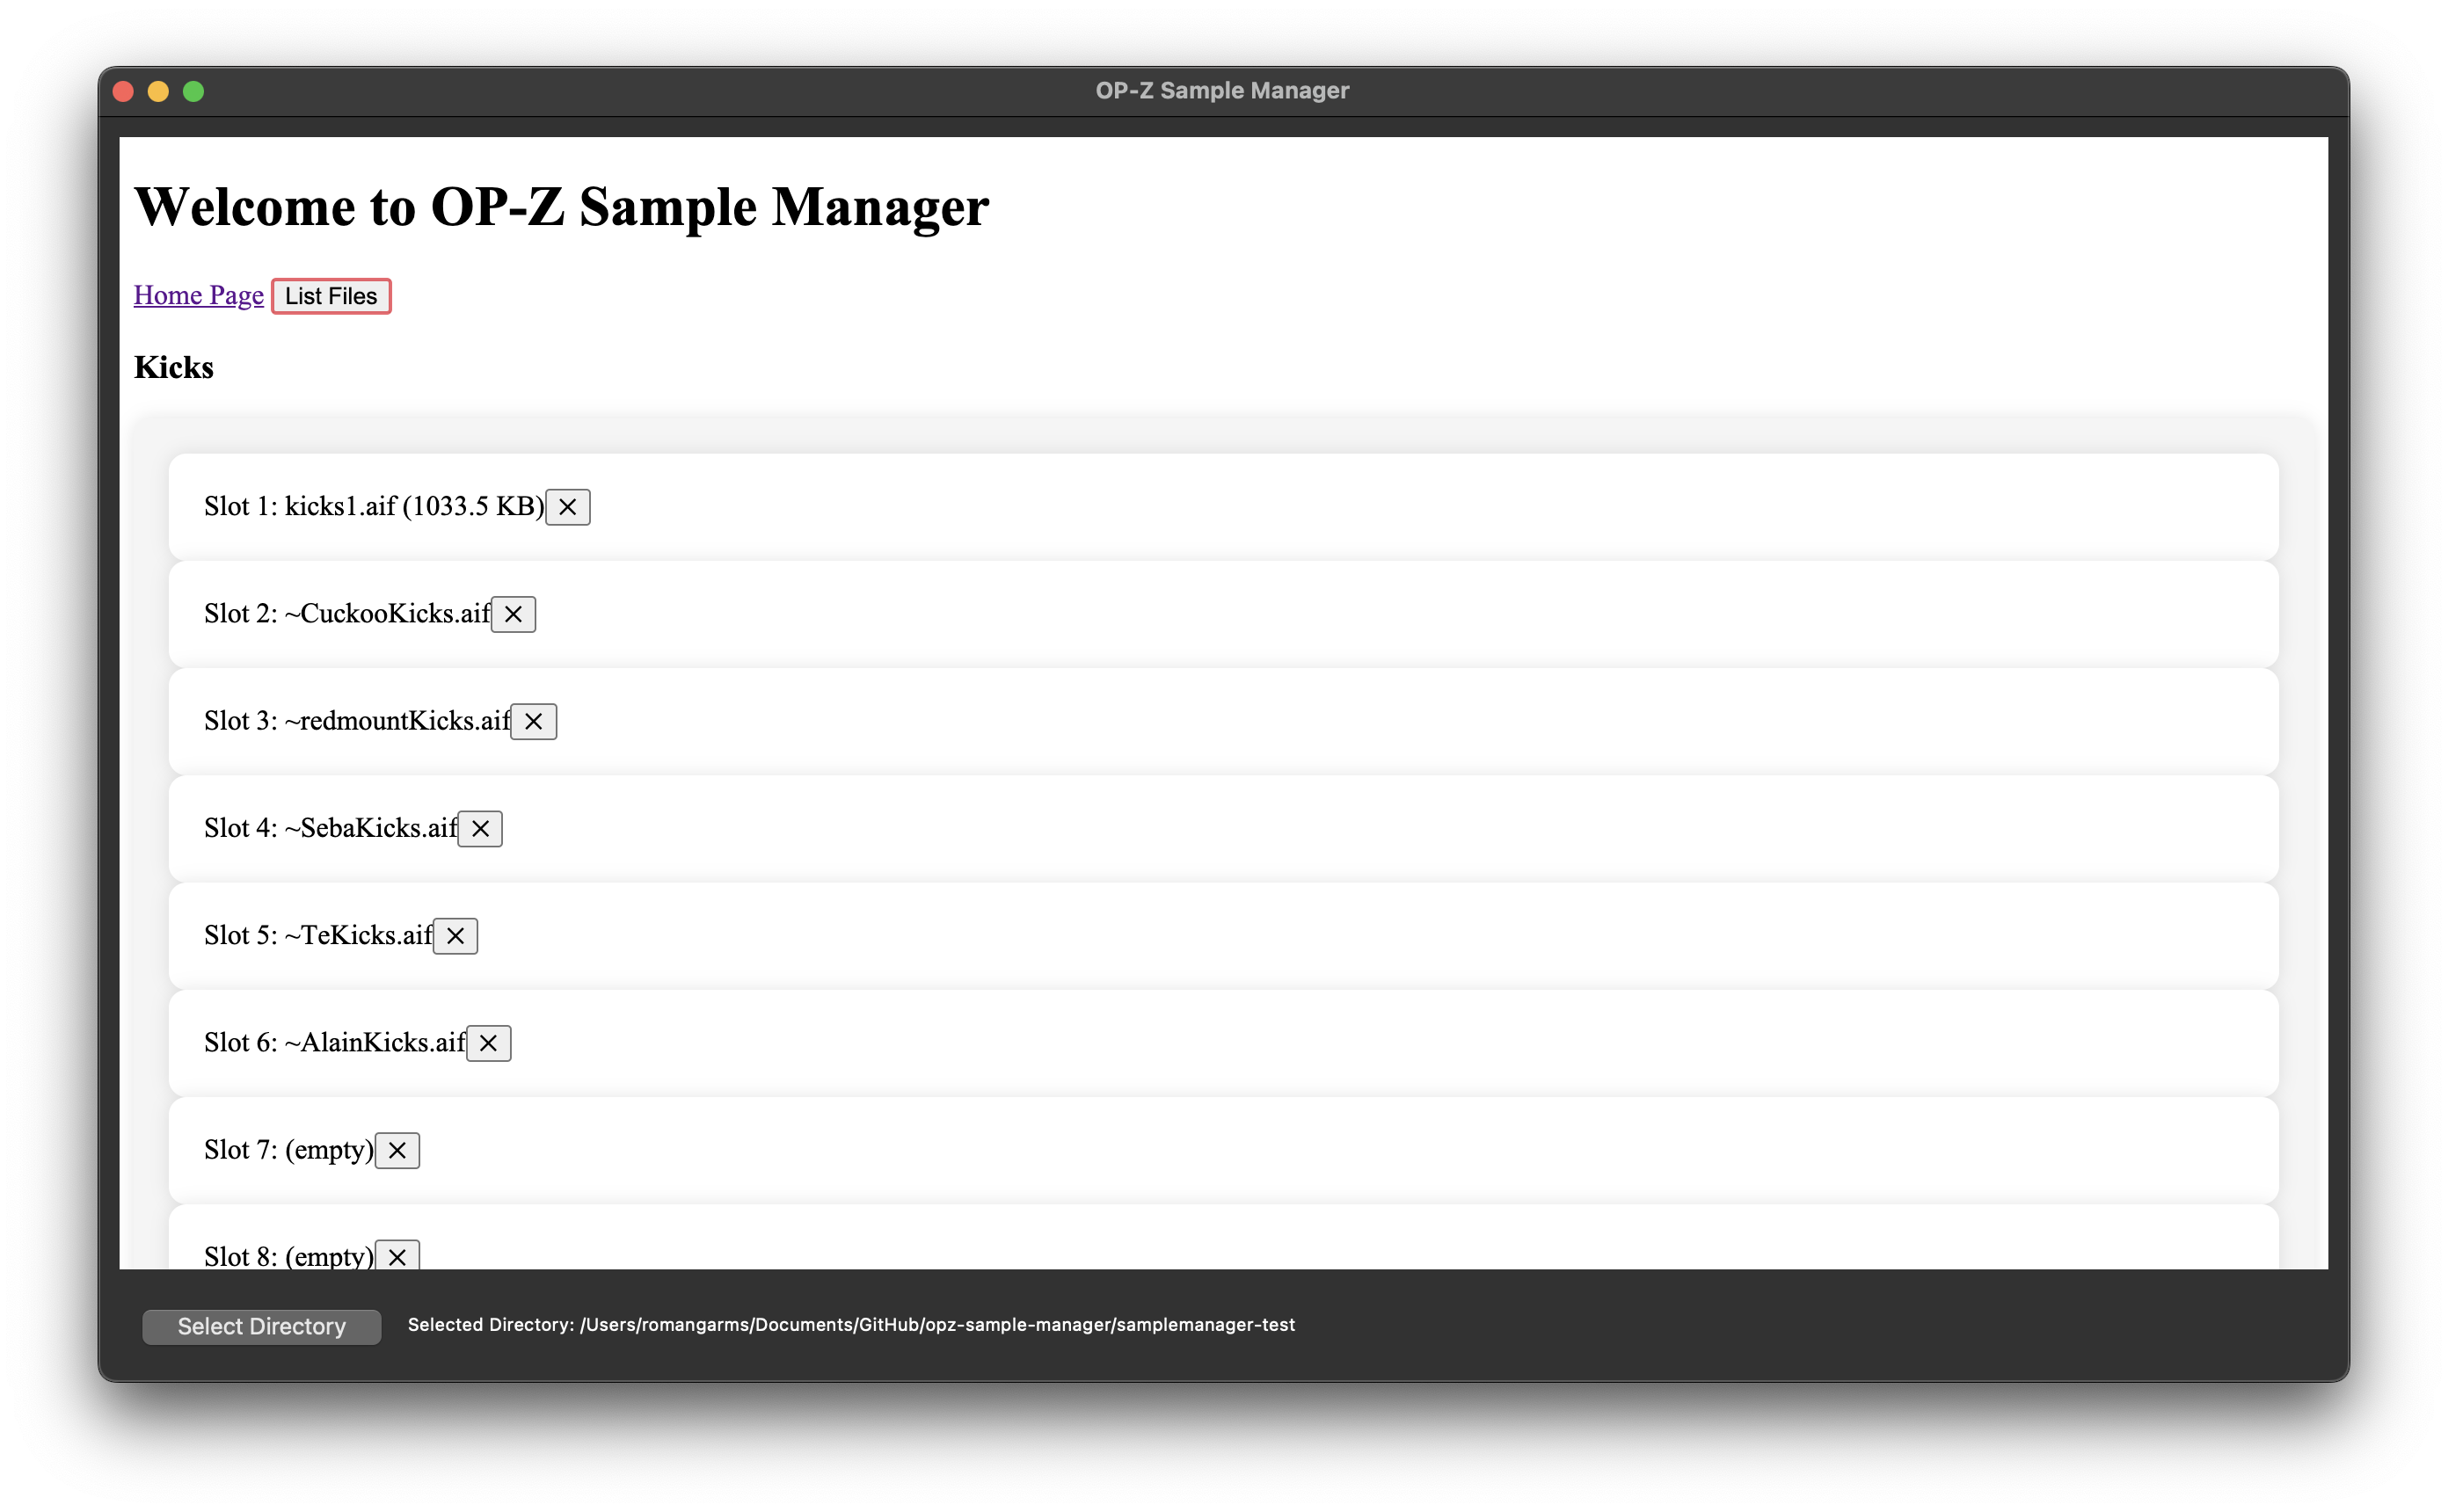 OP-Z Sample Manager
Welcome to OP-Z Sample Manager
Home Page List Files
Kicks
Slot 1: kicks1.aif (1033.5 KB)
Slot 2: ~CuckooKicks.aif
Slot 3: ~redmountKicks.aif
Slot 4: ~SebaKicks.aif
Slot 5: ~TeKicks.aif
Slot 6: ~AlainKicks.aif
Slot 7: (empty)
Slot 8: (empty)
Select Directory Selected Directory: /Users/romangarms/Documents/GitHub/opz-sample-manager/samplemanager-test